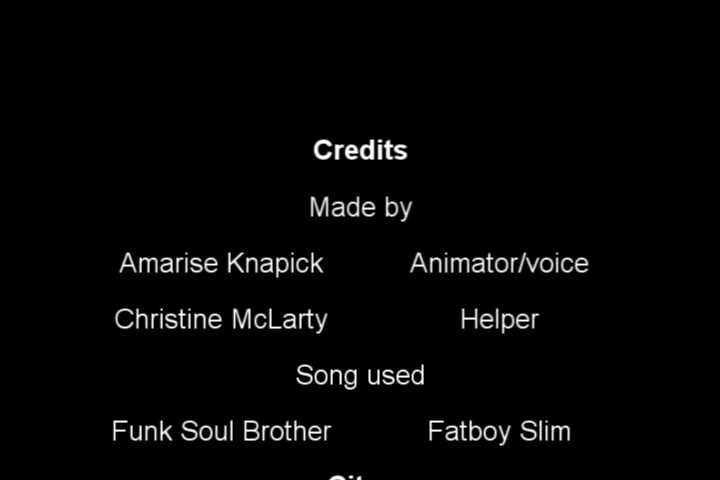 Credits
Made by
Amarise Knapick Animator/voice
Christine McLarty Helper
Song used
Funk Soul Brother Fatboy Slim